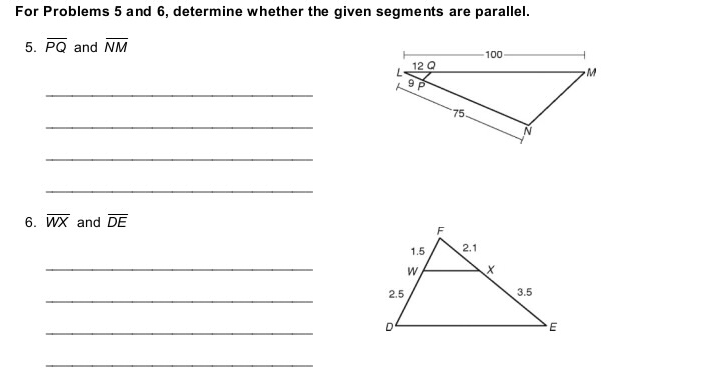 For Problems 5 and 6, determine whether the given segments are parallel.
5. PQ and NM
100
12 Q
L
M
9 P
75
N
6. WX and DE
F
1.5
2.1
W
X
2.5
3.5
D
E